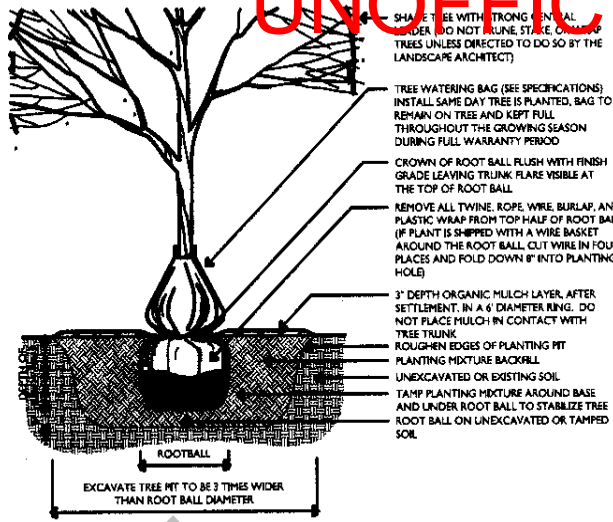 UNOFFIC
SHAPE TREE WITH STRONG CENTRAL
LEADER (DO NOT PRUNE, STAKE, OR WRAP
TREES UNLESS DIRECTED TO DO SO BY THE
LANDSCAPE ARCHITECT)
TREE WATERING BAG (SEE SPECIFICATIONS)
INSTALL SAME DAY TREE IS PLANTED, BAG TO
REMAIN ON TREE AND KEPT FULL
THROUGHOUT THE GROWING SEASON
DURING FULL WARRANTY PERIOD
CROWN OF ROOT BALL FLUSH WITH FINISH
GRADE LEAVING TRUNK FLARE VISIBLE AT
THE TOP OF ROOT BALL
REMOVE ALL TWINE, ROPE, WIRE, BURLAP, AN
PLASTIC WRAP FROM TOP HALF OF ROOT BA
(IF PLANT IS SHIPPED WITH A WIRE BASKET
AROUND THE ROOT BALL, CUT WIRE IN FOU
PLACES AND FOLD DOWN 8" INTO PLANTING
HOLE)
3" DEPTH ORGANIC MULCH LAYER, AFTER
SETTLEMENT, IN A 6' DIAMETER RING. DO
NOT PLACE MULCH IN CONTACT WITH
TREE TRUNK
ROUGHEN EDGES OF PLANTING PIT
PLANTING MIXTURE BACKFILL
UNEXCAVATED OR EXISTING SOIL
TAMP PLANTING MIXTURE AROUND BASE
AND UNDER ROOT BALL TO STABILIZE TREE
ROOT BALL ON UNEXCAVATED OR TAMPED
SOIL
ROOTBALL
EXCAVATE TREE PIT TO BE 3 TIMES WIDER
THAN ROOT BALL DIAMETER